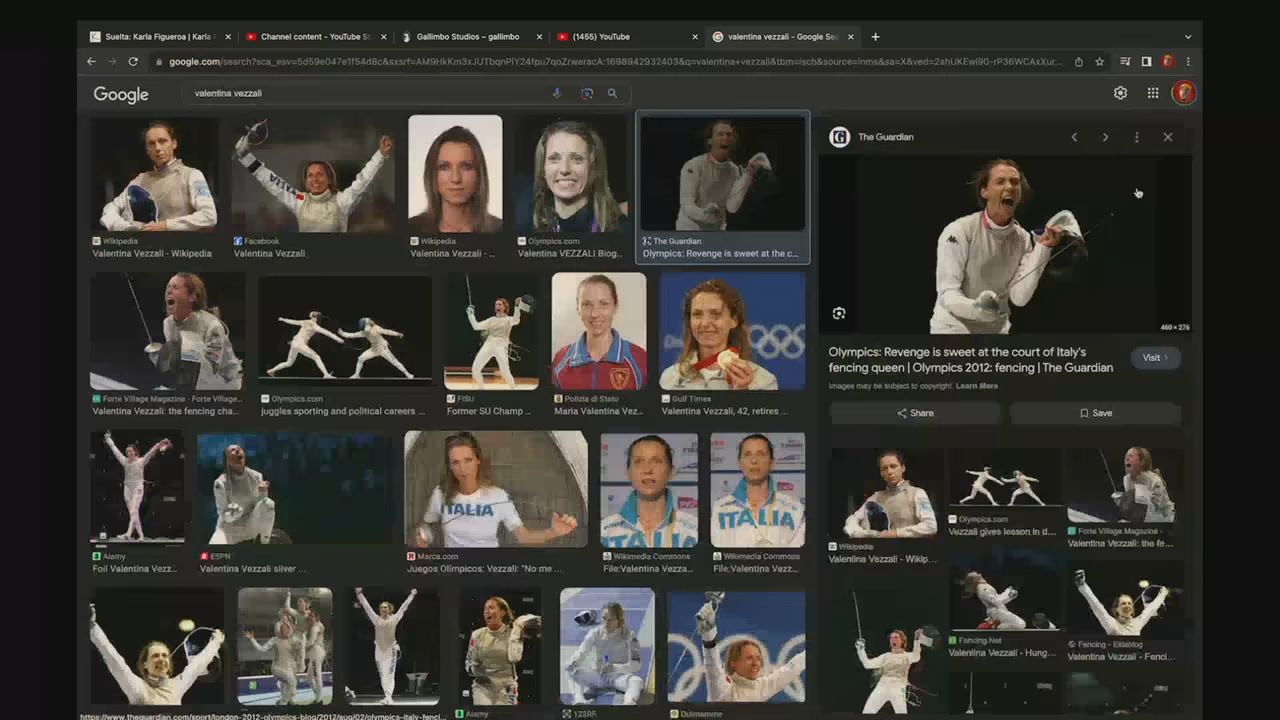 Suelta: Karla Figueroa | Karla
Channel content - YouTube St
Gallimbo Studios – gallimbo
(1455) YouTube
valentina vezzali - Google Sea
Google
valentina vezzali
The Guardian
Wikipedia
Valentina Vezzali - Wikipedia
Facebook
Valentina Vezzali
Wikipedia
Valentina Vezzali - ...
Olympics.com
Valentina VEZZALI Biog...
The Guardian
Olympics: Revenge is sweet at the c...
460 × 276
Olympics: Revenge is sweet at the court of Italy's
fencing queen | Olympics 2012: fencing | The Guardian
Visit
Images may be subject to copyright. Learn More
Share
Save
Forte Village Magazine - Forte Village...
Valentina Vezzali: the fencing cha...
Olympics.com
juggles sporting and political careers ...
FISU
Former SU Champ ...
Polizia di Stato
Maria Valentina Vez...
Gulf Times
Valentina Vezzali, 42, retires ...
ITALIA
ITALIA
ITALIA
Alamy
Foil Valentina Vezz...
ESPN
Valentina Vezzali silver ...
Marca.com
Juegos Olímpicos: Vezzali: "No me ...
Wikimedia Commons
File:Valentina Vezza...
Wikimedia Commons
File:Valentina Vezz...
Wikipedia
Valentina Vezzali - Wikip...
Olympics.com
Vezzali gives lesson in d...
Forte Village Magazine -
Valentina Vezzali: the fe...
Fencing.Net
Valentina Vezzali - Hung...
Valentina Vezzali - Fenci...
Alamy
123RF